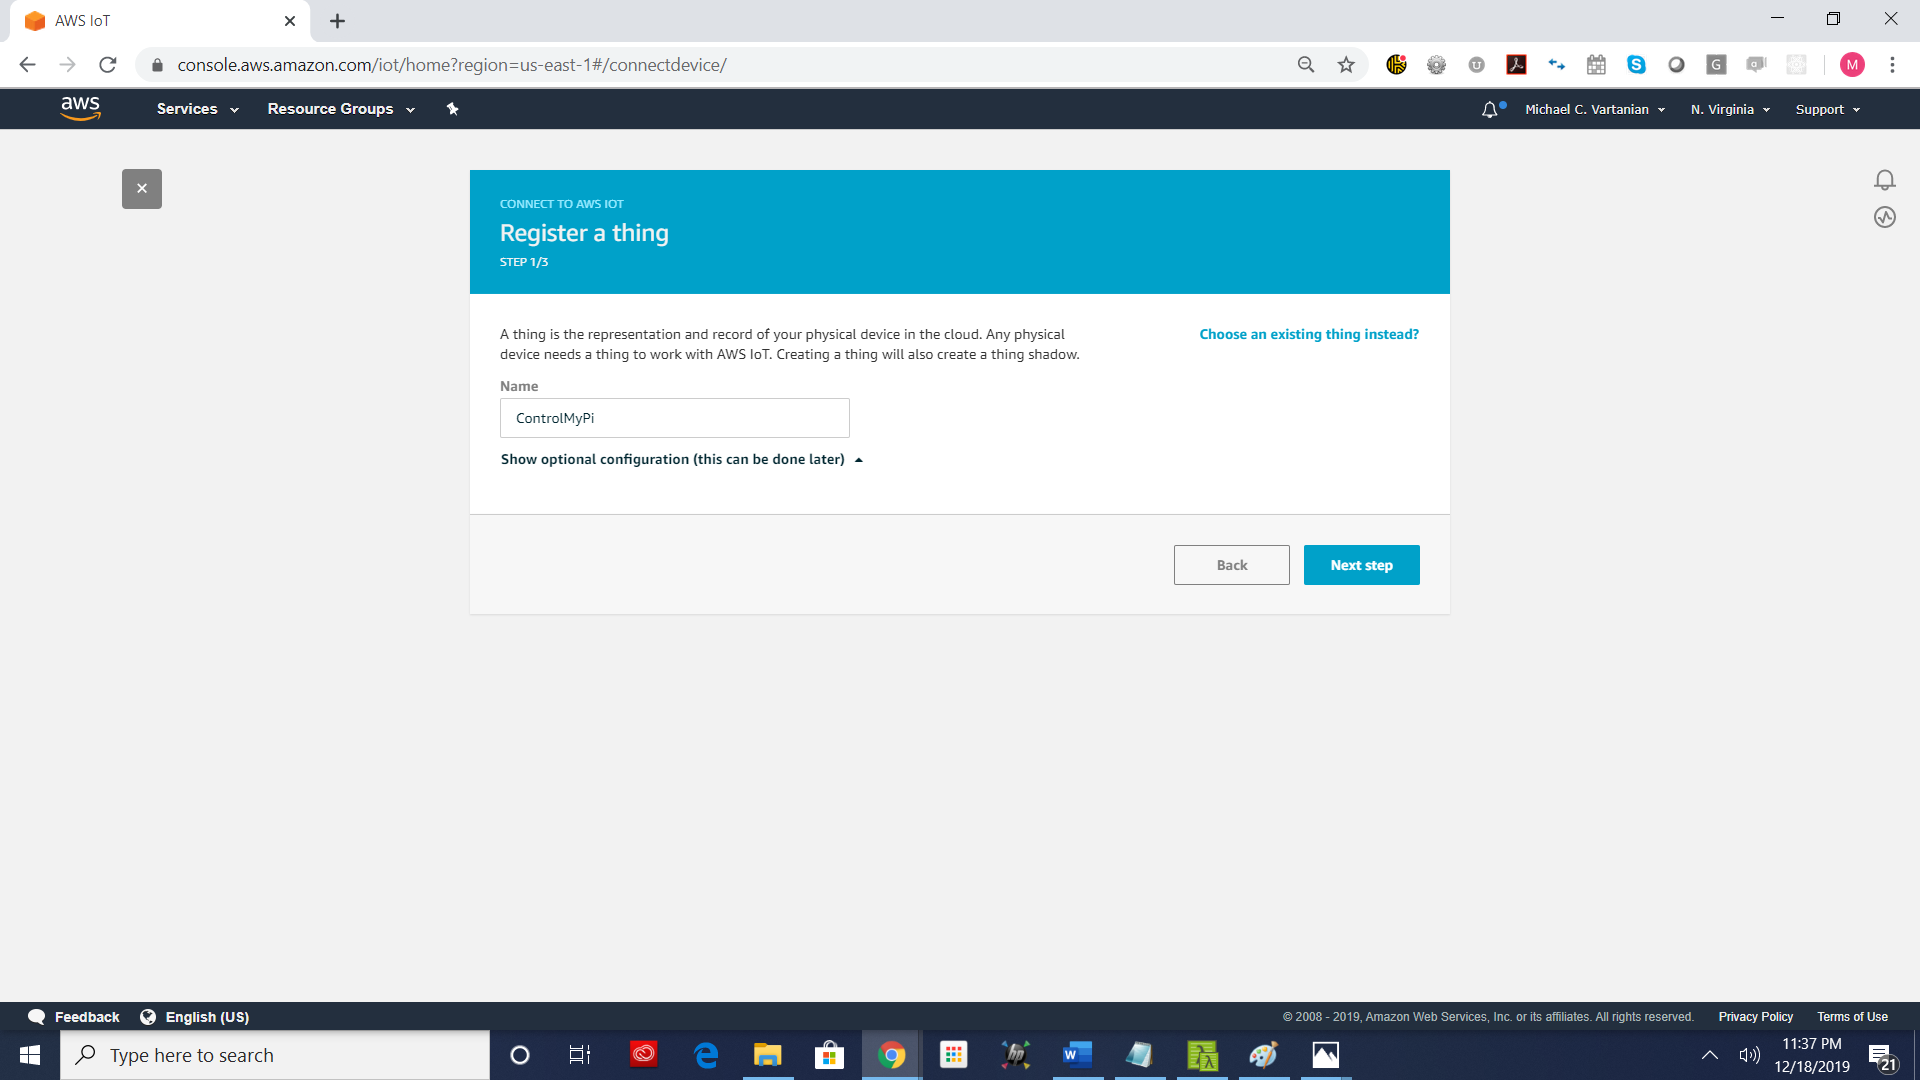 AWS IoT
console.aws.amazon.com/iot/home?region=us-east-1#/connectdevice/
M
aws
Services
Resource Groups
Michael C. Vartanian
N. Virginia
Support
CONNECT TO AWS IOT
Register a thing
STEP 1/3
A thing is the representation and record of your physical device in the cloud. Any physical
device needs a thing to work with AWS IoT. Creating a thing will also create a thing shadow.
Choose an existing thing instead?
Name
ControlMyPi
Show optional configuration (this can be done later)
Back
Next step
Feedback
English (US)
© 2008 - 2019, Amazon Web Services, Inc. or its affiliates. All rights reserved.
Privacy Policy
Terms of Use
Type here to search
11:37 PM
12/18/2019
21